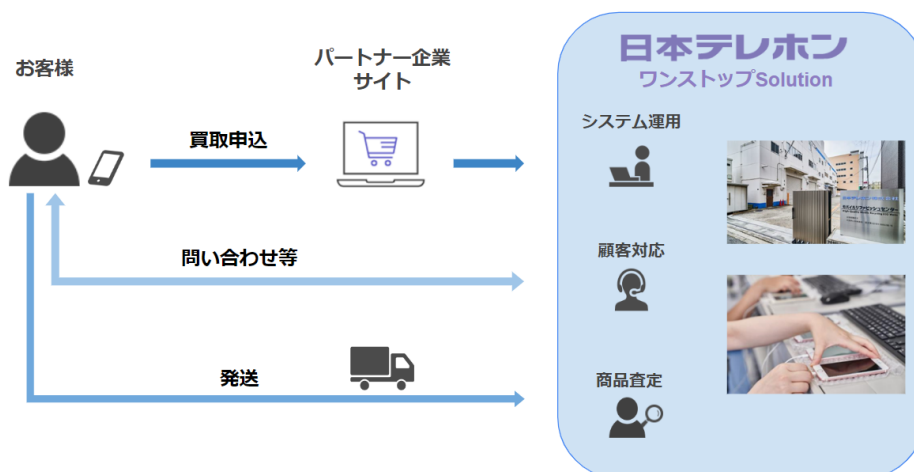 お客様
パートナー企業
サイト
日本テレホン
ワンストップSolution
買取申込
システム運用
問い合わせ等
顧客対応
発送
商品査定